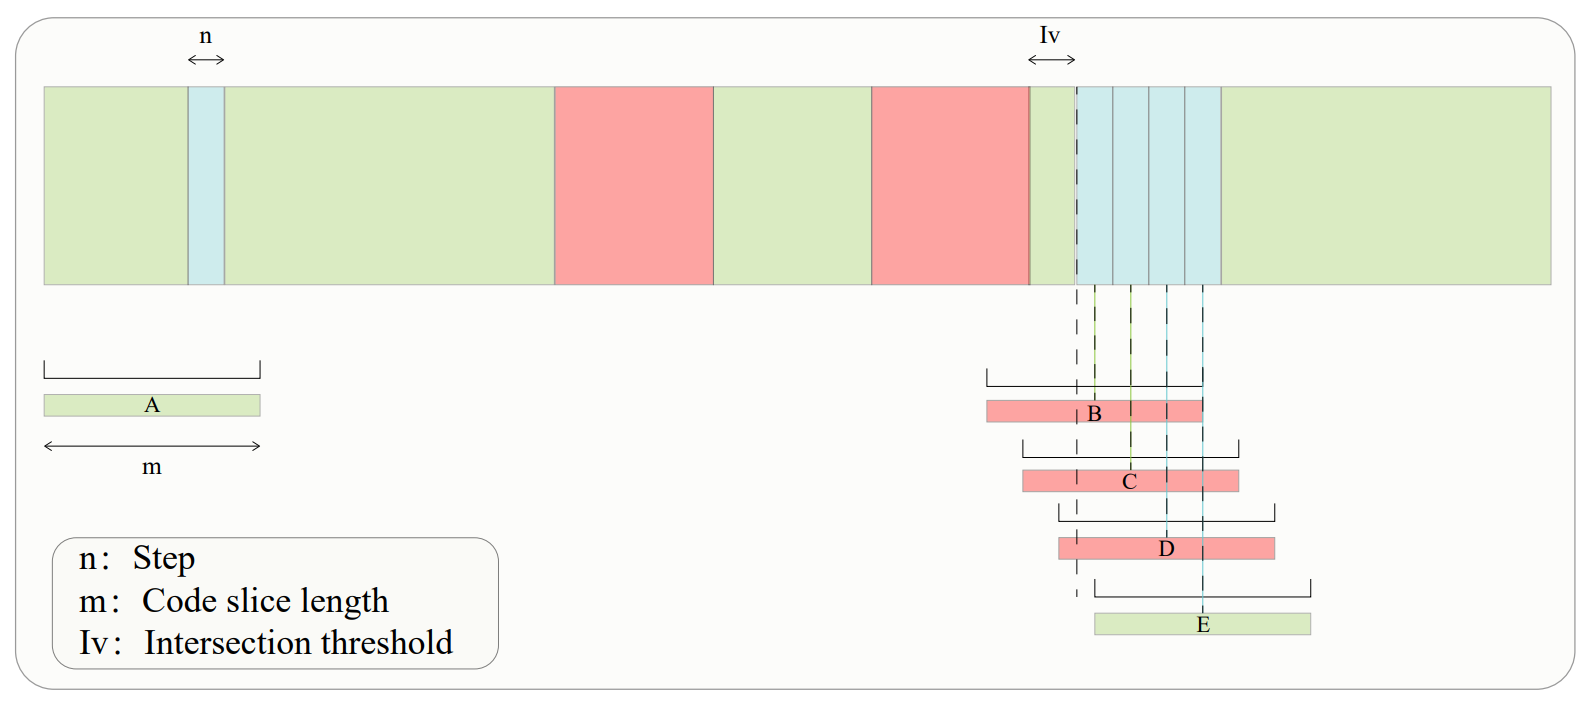 n
Iv
A
m
B
C
D
E
n: Step
m: Code slice length
Iv: Intersection threshold